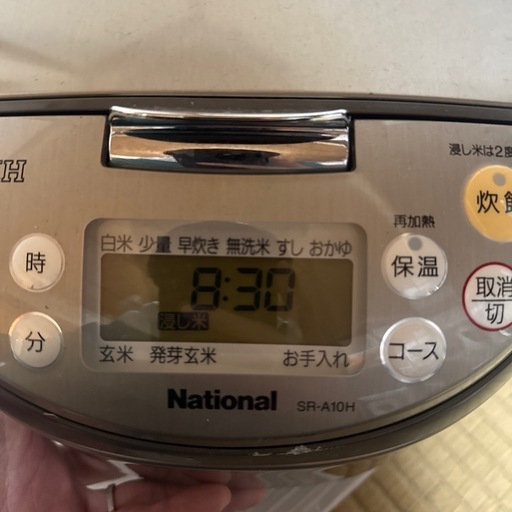 浸し米は2度
IH
炊飯
再加熱
時
白米 少量 早炊き 無洗米 すし おかゆ
保温
8:30
取消
切
浸し米
分
コース
玄米 発芽玄米 お手入れ
National SR-A10H